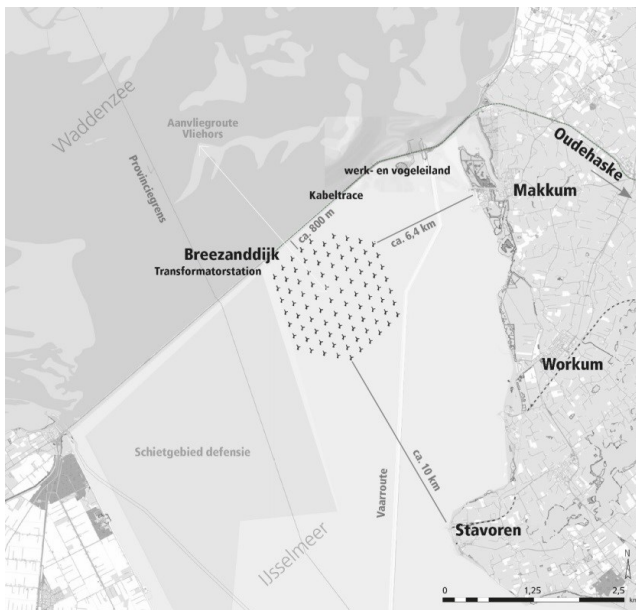 Waddenzee
Aanvliegroute
Vliehors
Provinciegrens
werk- en vogeleiland
Kabeltrace
Oudehaske
Makkum
ca. 800 m
ca. 6,4 km
Breezanddijk
Transformatorstation
Workum
Schietgebied defensie
ca. 10 km
Vaarroute
Stavoren
IJsselmeer
N
0 1,25 2,5
km